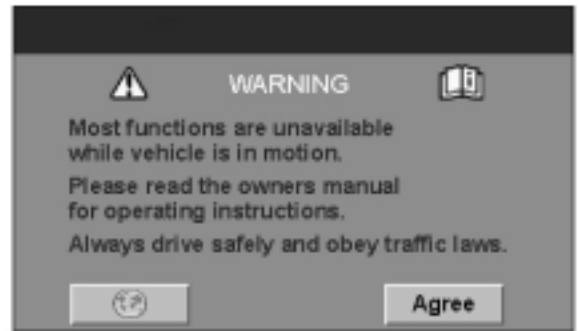 WARNING
Most functions are unavailable
while vehicle is in motion.
Please read the owners manual
for operating instructions.
Always drive safely and obey traffic laws.
Agree